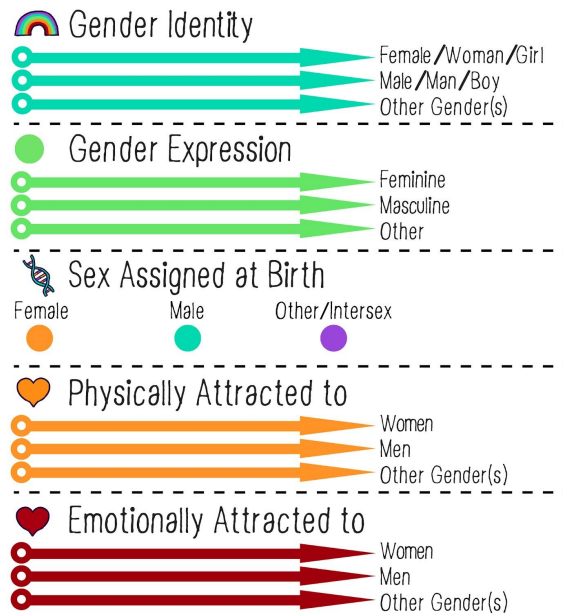 Gender Identity
Female/Woman/Girl
Male/Man/Boy
Other Gender(s)
Gender Expression
Feminine
Masculine
Other
Sex Assigned at Birth
Female Male Other/Intersex
Physically Attracted to
Women
Men
Other Gender(s)
Emotionally Attracted to
Women
Men
Other Gender(s)